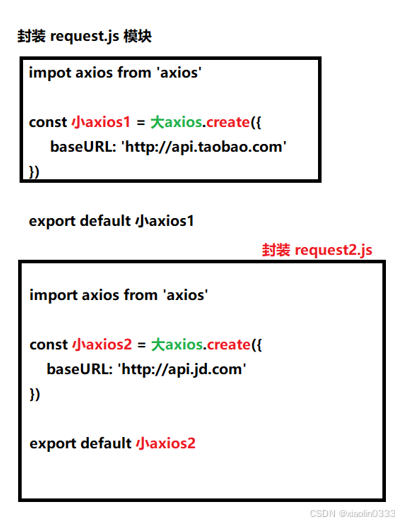 封装 request.js 模块
impot axios from 'axios'
const 小axios1 = 大axios.create({
baseURL: 'http://api.taobao.com'
})
export default 小axios1
封装 request2.js
import axios from 'axios'
const 小axios2 = 大axios.create({
baseURL: 'http://api.jd.com'
})
export default 小axios2
CSDN @xiaolin0333